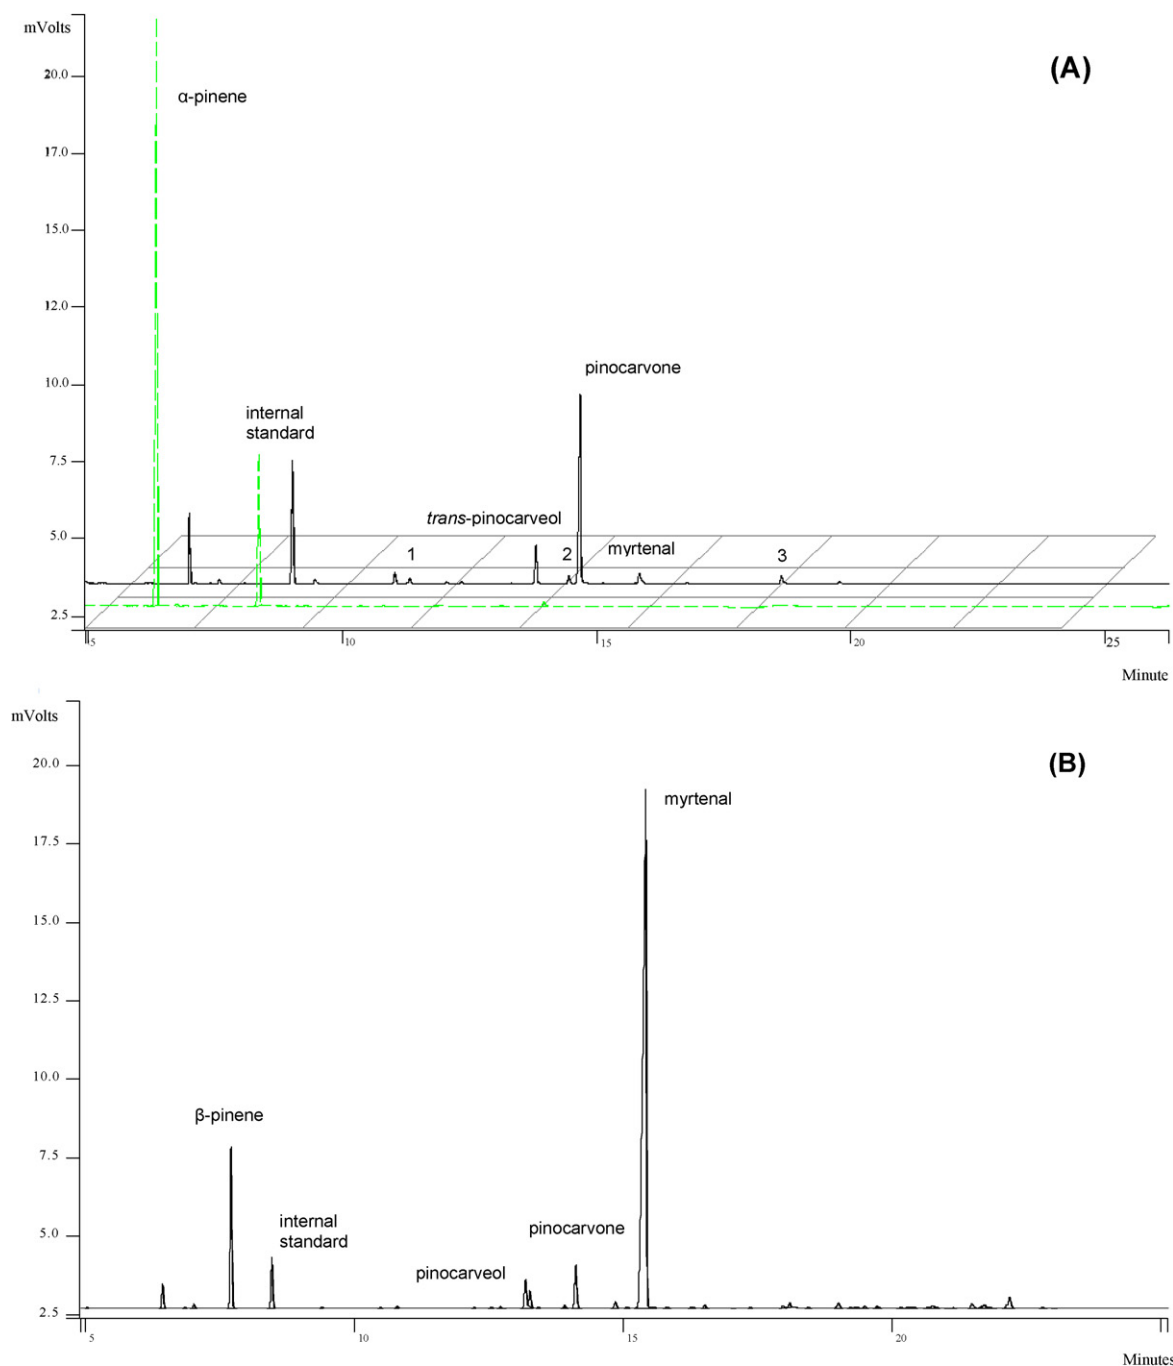 mVolts
(A)
20.0
α-pinene
17.0
15.0
12.0
pinocarvone
10.0
internal
standard
7.5
trans-pinocarveol
5.0
1
2
myrtenal
3
2.5
5
10
15
20
25
Minute
mVolts
(B)
20.0
myrtenal
17.5
15.0
12.5
10.0
β-pinene
7.5
internal
standard
pinocarvone
5.0
pinocarveol
2.5
5
10
15
20
Minutes